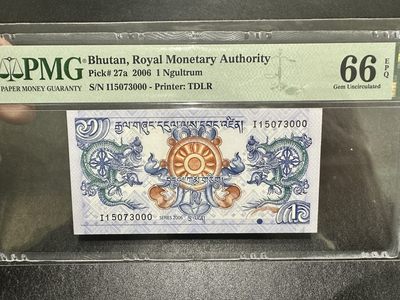 PMG
PAPER MONEY GUARANTY
Bhutan, Royal Monetary Authority
Pick# 27a 2006 1 Ngultrum
S/N I15073000 - Printer: TDLR
66 EPQ
Gem Uncirculated
I15073000
I15073000
SERIES 2006